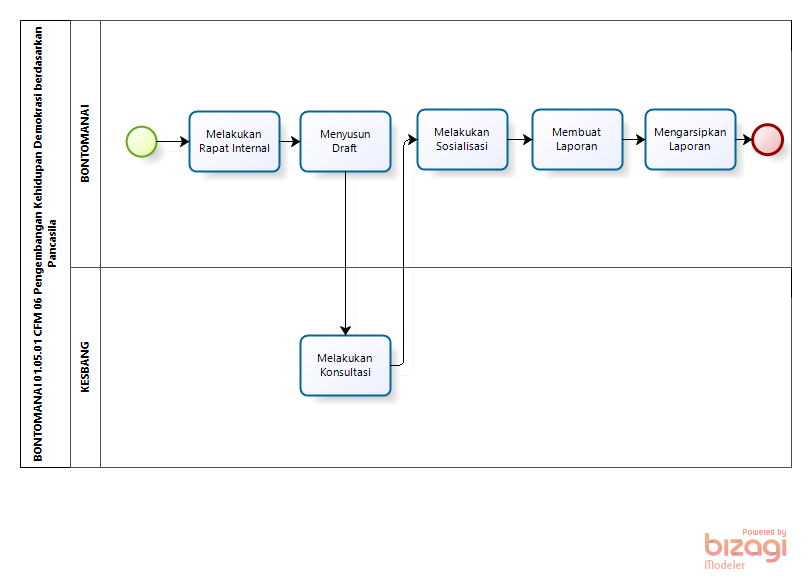 BONTOMANAI 01.05.01 CFM 06 Pengembangan Kehidupan Demokrasi berdasarkan
Pancasila
BONTOMANAI
Melakukan
Rapat Internal
Menyusun
Draft
Melakukan
Sosialisasi
Membuat
Laporan
Mengarsipkan
Laporan
KESBANG
Melakukan
Konsultasi
Powered by
bizagi
Modeler